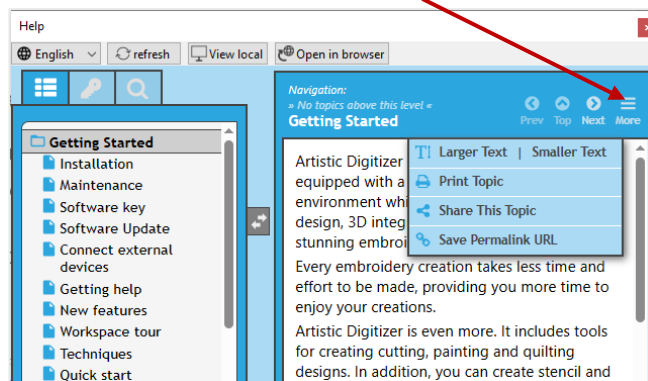 Help
English refresh View local Open in browser
Getting Started
Installation
Maintenance
Software key
Software Update
Connect external
devices
Getting help
New features
Workspace tour
Techniques
Quick start
Navigation:
» No topics above this level «
Getting Started
Prev Top Next More
Larger Text | Smaller Text
Print Topic
Share This Topic
Save Permalink URL
Artistic Digitizer
equipped with a
environment whi
design, 3D integ
stunning embroi
Every embroidery creation takes less time and
effort to be made, providing you more time to
enjoy your creations.
Artistic Digitizer is even more. It includes tools
for creating cutting, painting and quilting
designs. In addition, you can create stencil and